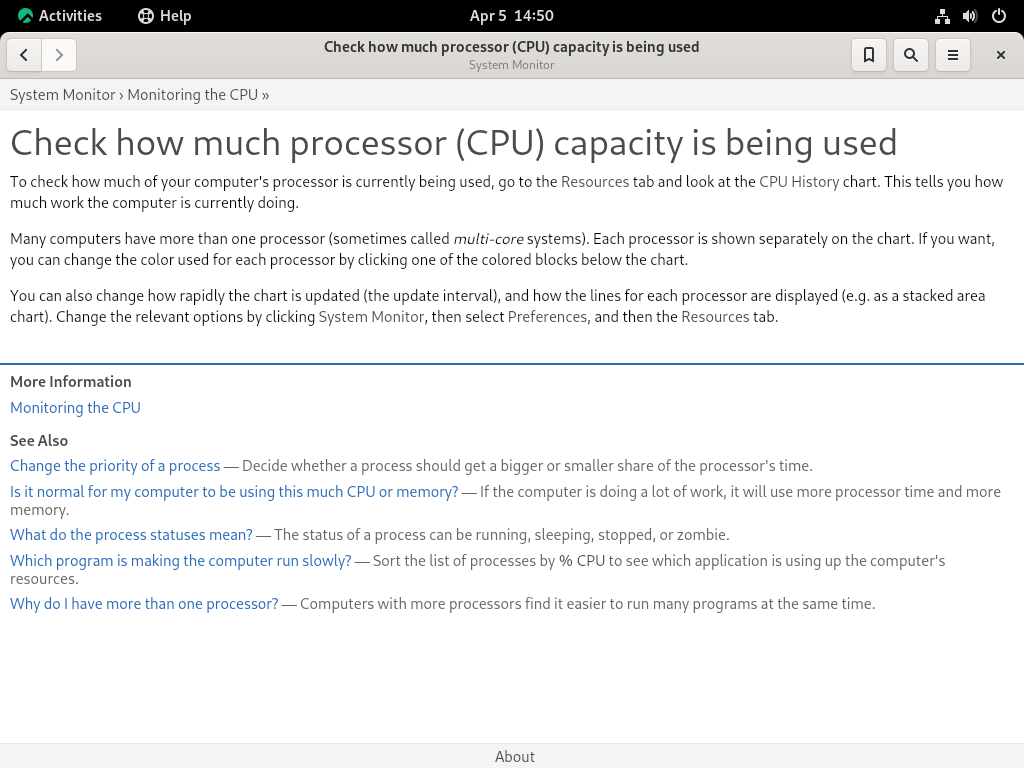 Activities
Help
Apr 5 14:50
Check how much processor (CPU) capacity is being used
System Monitor
System Monitor › Monitoring the CPU »
Check how much processor (CPU) capacity is being used
To check how much of your computer's processor is currently being used, go to the Resources tab and look at the CPU History chart. This tells you how
much work the computer is currently doing.
Many computers have more than one processor (sometimes called multi-core systems). Each processor is shown separately on the chart. If you want,
you can change the color used for each processor by clicking one of the colored blocks below the chart.
You can also change how rapidly the chart is updated (the update interval), and how the lines for each processor are displayed (e.g. as a stacked area
chart). Change the relevant options by clicking System Monitor, then select Preferences, and then the Resources tab.
More Information
Monitoring the CPU
See Also
Change the priority of a process — Decide whether a process should get a bigger or smaller share of the processor's time.
Is it normal for my computer to be using this much CPU or memory? — If the computer is doing a lot of work, it will use more processor time and more
memory.
What do the process statuses mean? — The status of a process can be running, sleeping, stopped, or zombie.
Which program is making the computer run slowly? — Sort the list of processes by % CPU to see which application is using up the computer's
resources.
Why do I have more than one processor? — Computers with more processors find it easier to run many programs at the same time.
About